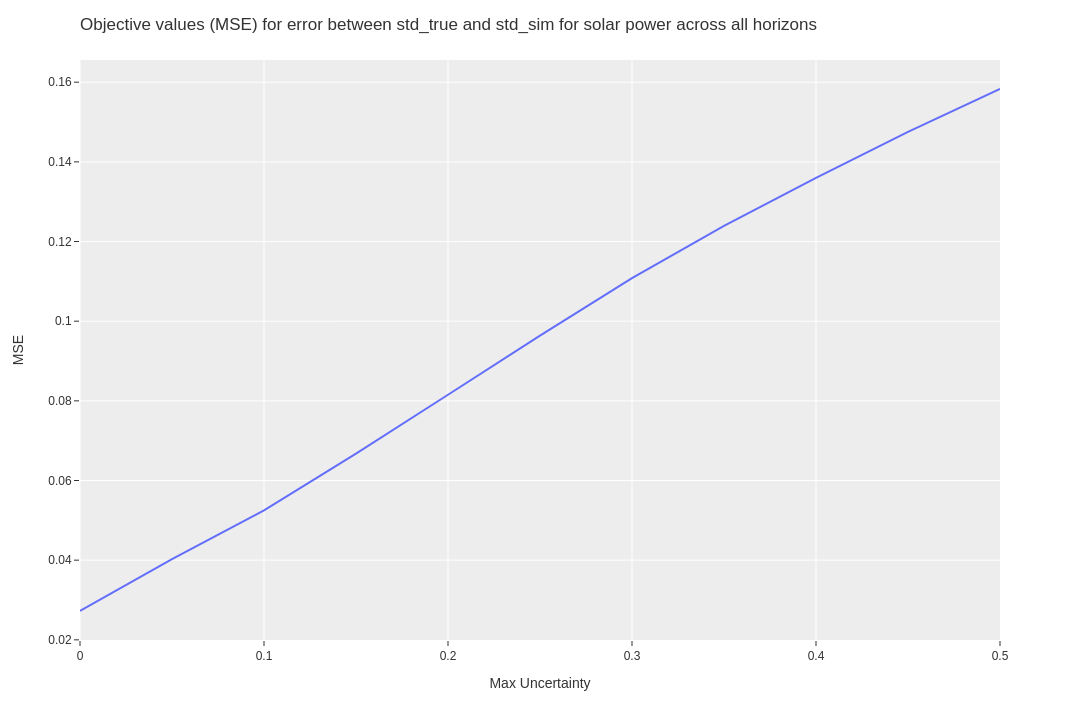 Objective values (MSE) for error between std_true and std_sim for solar power across all horizons
0.16
0.14
0.12
0.1
0.08
0.06
0.04
0.02
MSE
0 0.1 0.2 0.3 0.4 0.5
Max Uncertainty